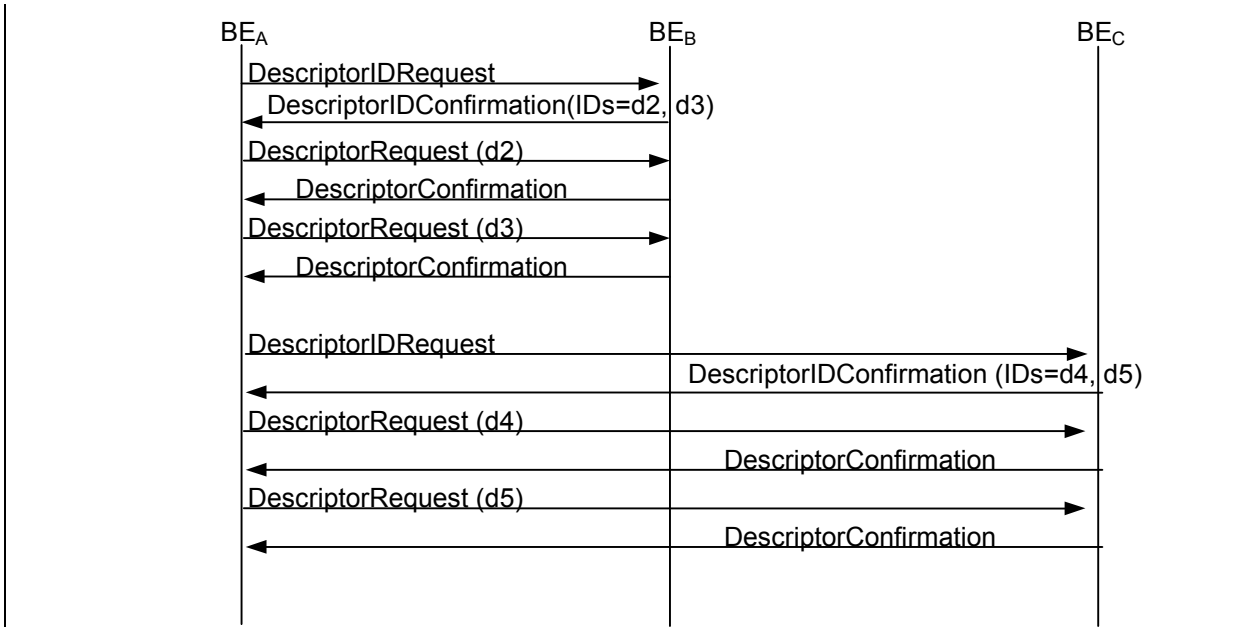 BEA BEB BEC
DescriptorIDRequest
DescriptorIDConfirmation(IDs=d2, d3)
DescriptorRequest (d2)
DescriptorConfirmation
DescriptorRequest (d3)
DescriptorConfirmation
DescriptorIDRequest
DescriptorIDConfirmation (IDs=d4, d5)
DescriptorRequest (d4)
DescriptorConfirmation
DescriptorRequest (d5)
DescriptorConfirmation